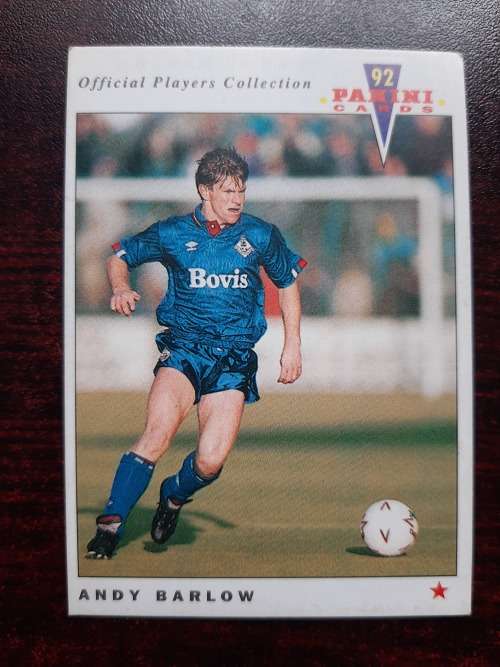 Official Players Collection
92
PANINI
CARDS
Bovis
ANDY BARLOW